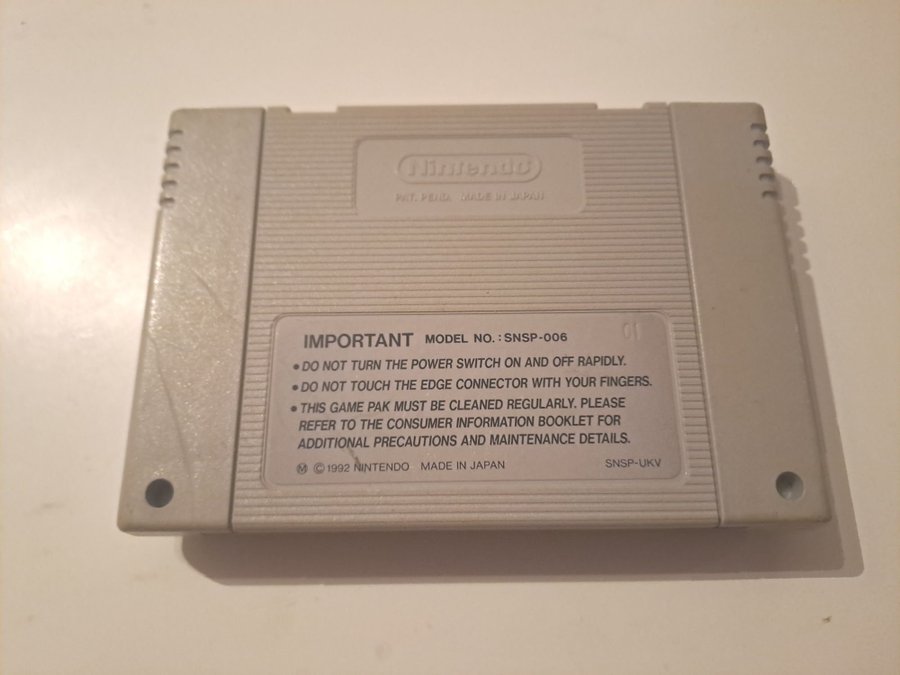 Nintendo
PAT. PEND. MADE IN JAPAN
IMPORTANT MODEL NO.: SNSP-006
• DO NOT TURN THE POWER SWITCH ON AND OFF RAPIDLY.
• DO NOT TOUCH THE EDGE CONNECTOR WITH YOUR FINGERS.
• THIS GAME PAK MUST BE CLEANED REGULARLY. PLEASE
REFER TO THE CONSUMER INFORMATION BOOKLET FOR
ADDITIONAL PRECAUTIONS AND MAINTENANCE DETAILS.
Ⓜ © 1992 NINTENDO MADE IN JAPAN SNSP-UKV